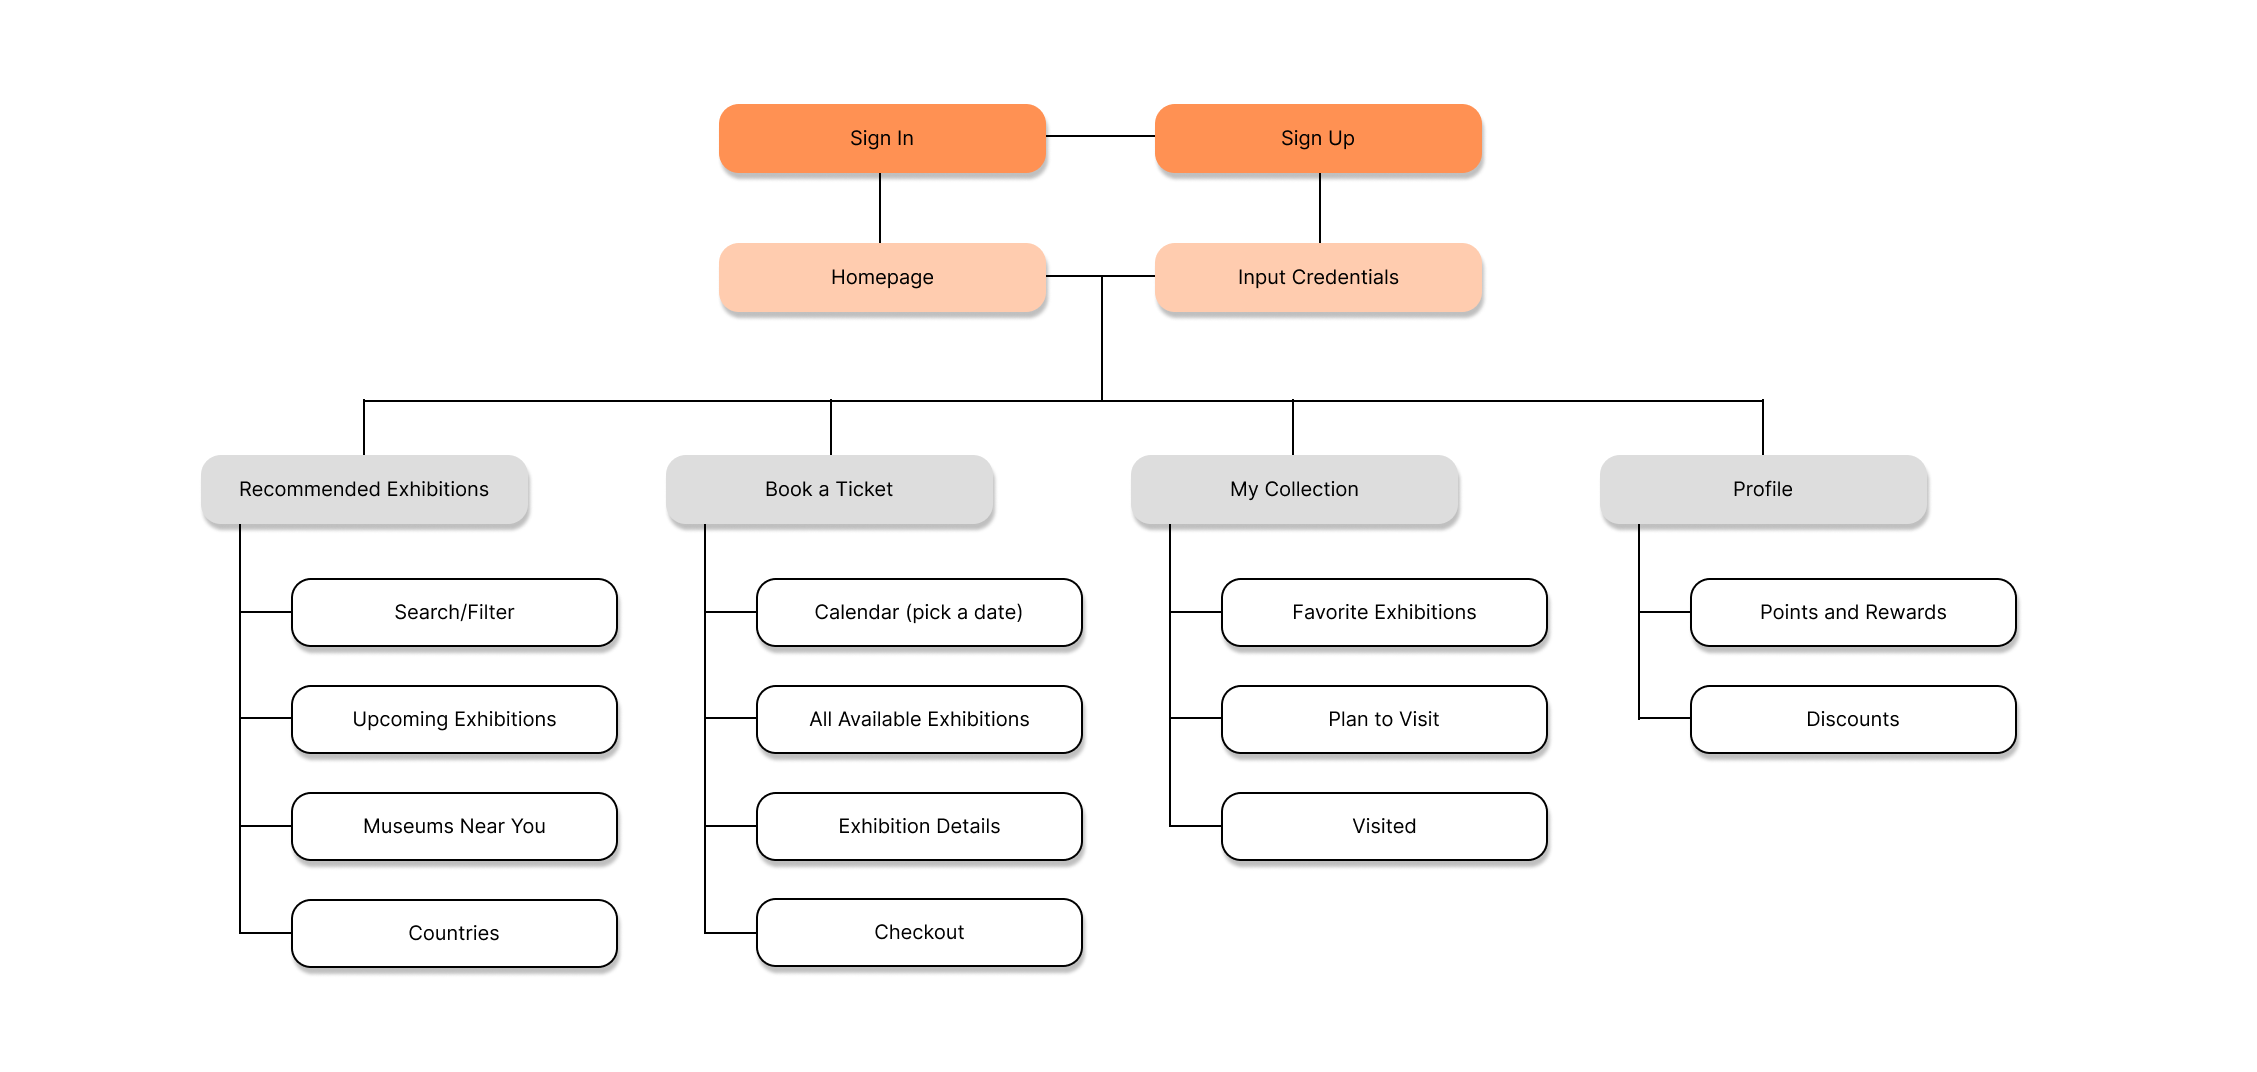 Sign In
Sign Up
Homepage
Input Credentials
Recommended Exhibitions
Book a Ticket
My Collection
Profile
Search/Filter
Calendar (pick a date)
Favorite Exhibitions
Points and Rewards
Upcoming Exhibitions
All Available Exhibitions
Plan to Visit
Discounts
Museums Near You
Exhibition Details
Visited
Countries
Checkout